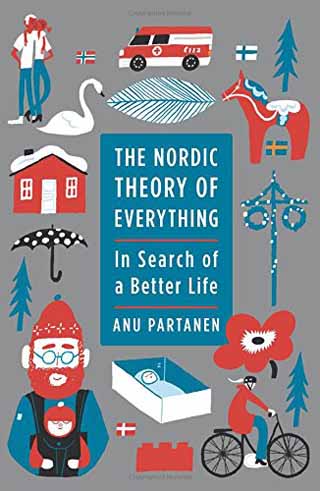 THE NORDIC
THEORY OF
EVERYTHING
In Search of
a Better Life
ANU PARTANEN